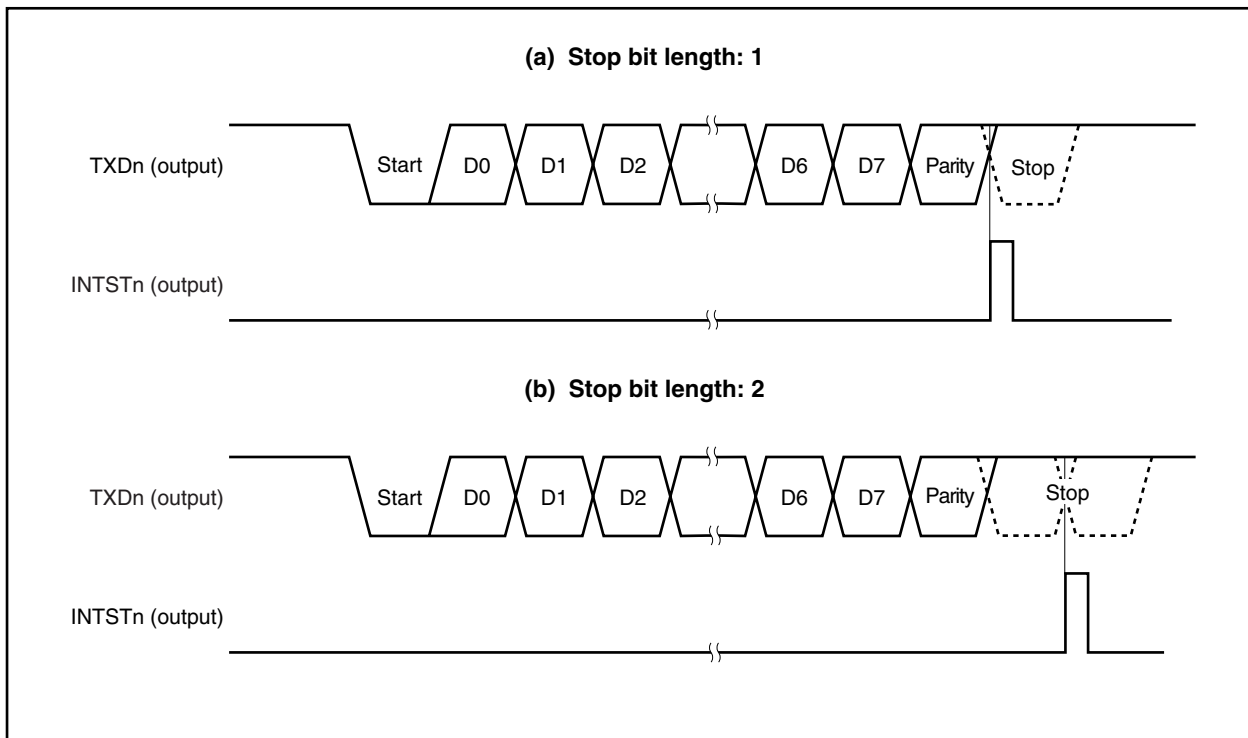 (a) Stop bit length: 1
TXDn (output) Start D0 D1 D2 D6 D7 Parity Stop
INTSTn (output)
(b) Stop bit length: 2
TXDn (output) Start D0 D1 D2 D6 D7 Parity Stop
INTSTn (output)